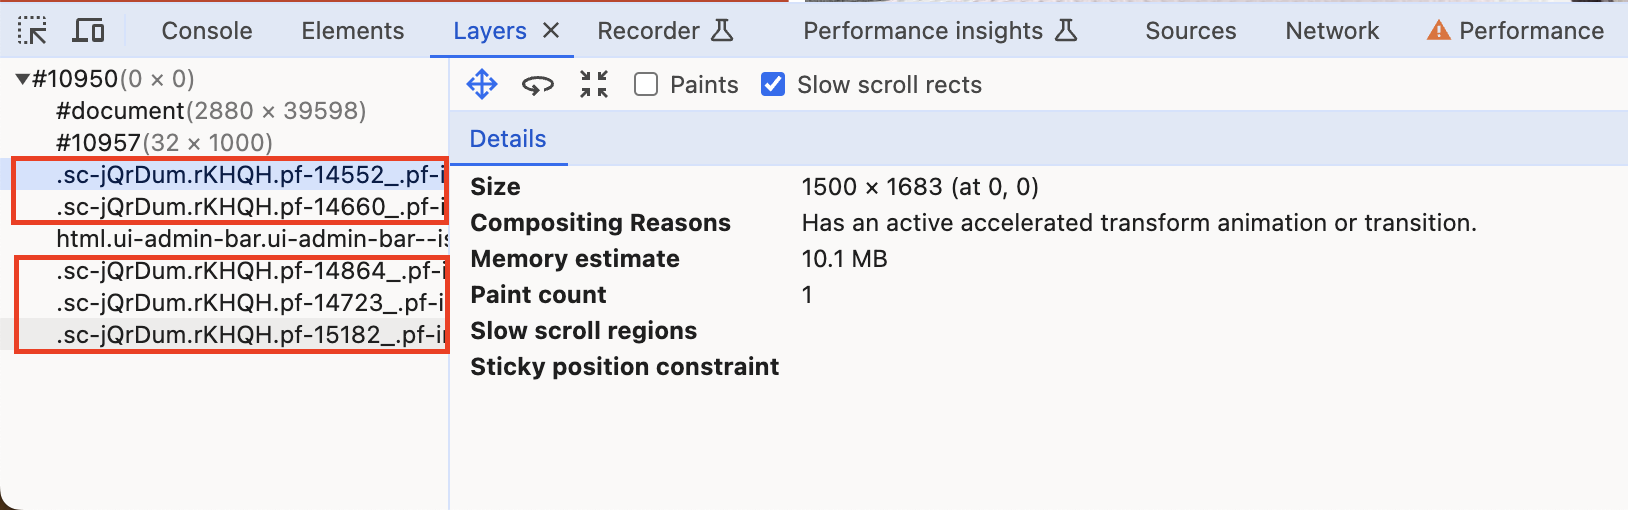 Console Elements Layers Recorder Performance insights Sources Network Performance
#10950(0 × 0)
#document(2880 × 39598)
#10957(32 × 1000)
.sc-jQrDum.rKHQH.pf-14552_.pf-i
.sc-jQrDum.rKHQH.pf-14660_.pf-i
html.ui-admin-bar.ui-admin-bar--is
.sc-jQrDum.rKHQH.pf-14864_.pf-i
.sc-jQrDum.rKHQH.pf-14723_.pf-i
.sc-jQrDum.rKHQH.pf-15182_.pf-in
Paints Slow scroll rects
Details
Size 1500 × 1683 (at 0, 0)
Compositing Reasons Has an active accelerated transform animation or transition.
Memory estimate 10.1 MB
Paint count 1
Slow scroll regions
Sticky position constraint